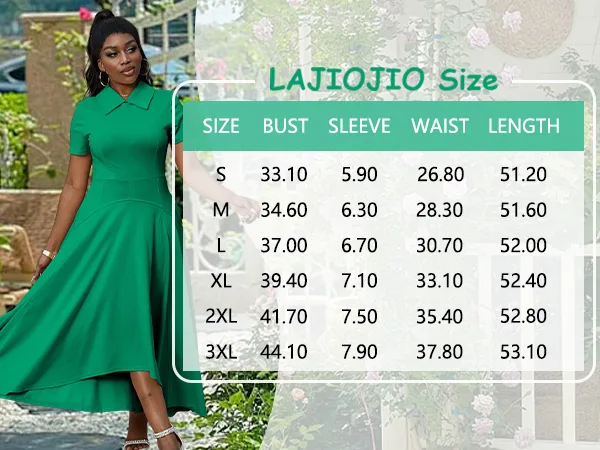 LAJIOJIO Size
SIZE BUST SLEEVE WAIST LENGTH
S 33.10 5.90 26.80 51.20
M 34.60 6.30 28.30 51.60
L 37.00 6.70 30.70 52.00
XL 39.40 7.10 33.10 52.40
2XL 41.70 7.50 35.40 52.80
3XL 44.10 7.90 37.80 53.10